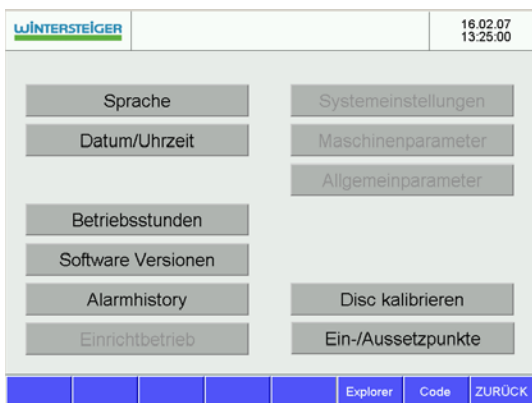 WINTERSTEIGER
16.02.07
13:25:00
Sprache
Datum/Uhrzeit
Betriebsstunden
Software Versionen
Alarmhistory
Einrichtbetrieb
Systemeinstellungen
Maschinenparameter
Allgemeinparameter
Disc kalibrieren
Ein-/Aussetzpunkte
Explorer
Code
ZURÜCK